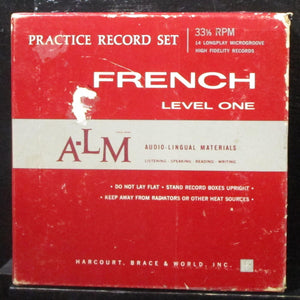 PRACTICE RECORD SET
33⅓ RPM
14 LONGPLAY MICROGROOVE
HIGH FIDELITY RECORDS
FRENCH
LEVEL ONE
A-LM
AUDIO-LINGUAL MATERIALS
LISTENING · SPEAKING · READING · WRITING
• DO NOT LAY FLAT • STAND RECORD BOXES UPRIGHT •
• KEEP AWAY FROM RADIATORS OR OTHER HEAT SOURCES •
HARCOURT, BRACE & WORLD, INC.